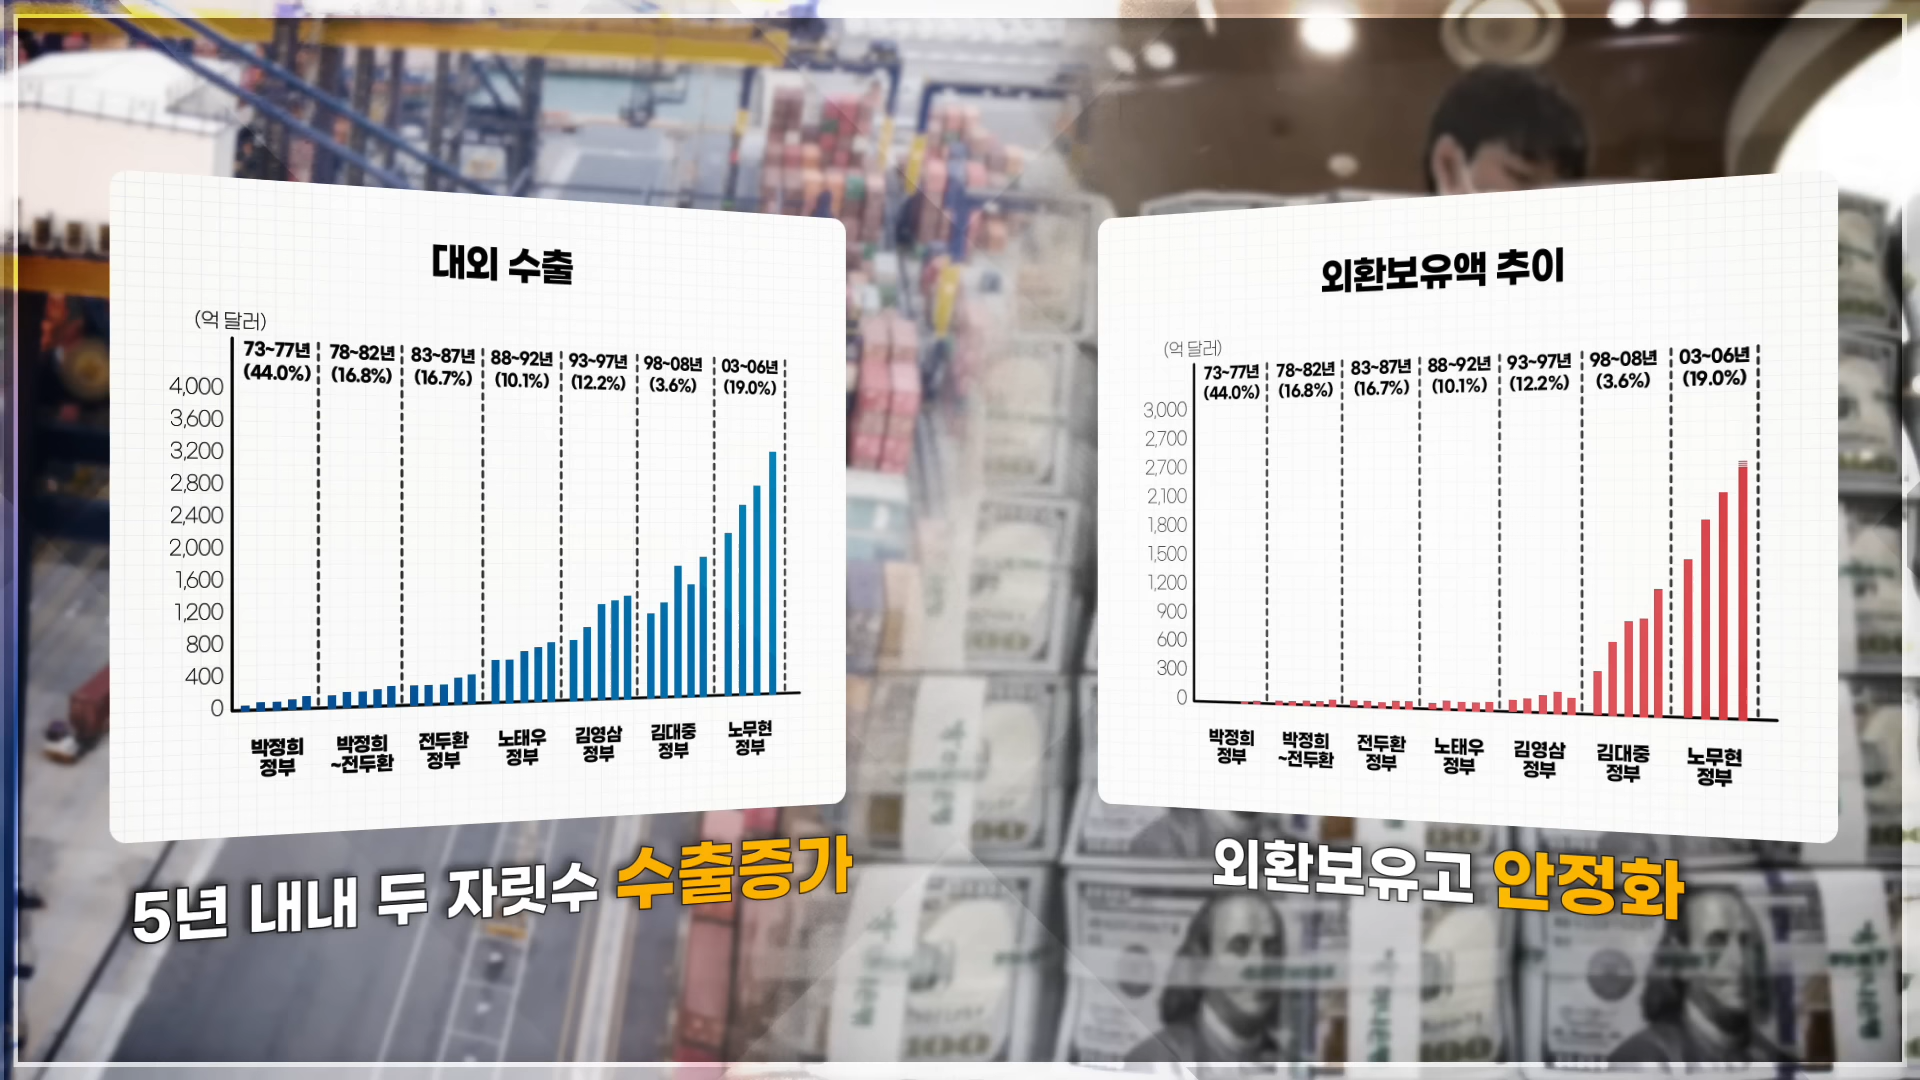 대외 수출
(억 달러)
73~77년 78~82년 83~87년 88~92년 93~97년 98~08년 03~06년
(44.0%) (16.8%) (16.7%) (10.1%) (12.2%) (3.6%) (19.0%)
4,000
3,600
3,200
2,800
2,400
2,000
1,600
1,200
800
400
0
박정희 정부
박정희 ~전두환
전두환 정부
노태우 정부
김영삼 정부
김대중 정부
노무현 정부
5년 내내 두 자릿수 수출증가
외환보유액 추이
(억 달러)
73~77년 78~82년 83~87년 88~92년 93~97년 98~08년 03~06년
(44.0%) (16.8%) (16.7%) (10.1%) (12.2%) (3.6%) (19.0%)
3,000
2,700
2,700
2,100
1,800
1,500
1,200
900
600
300
0
박정희 정부
박정희 ~전두환
전두환 정부
노태우 정부
김영삼 정부
김대중 정부
노무현 정부
외환보유고 안정화